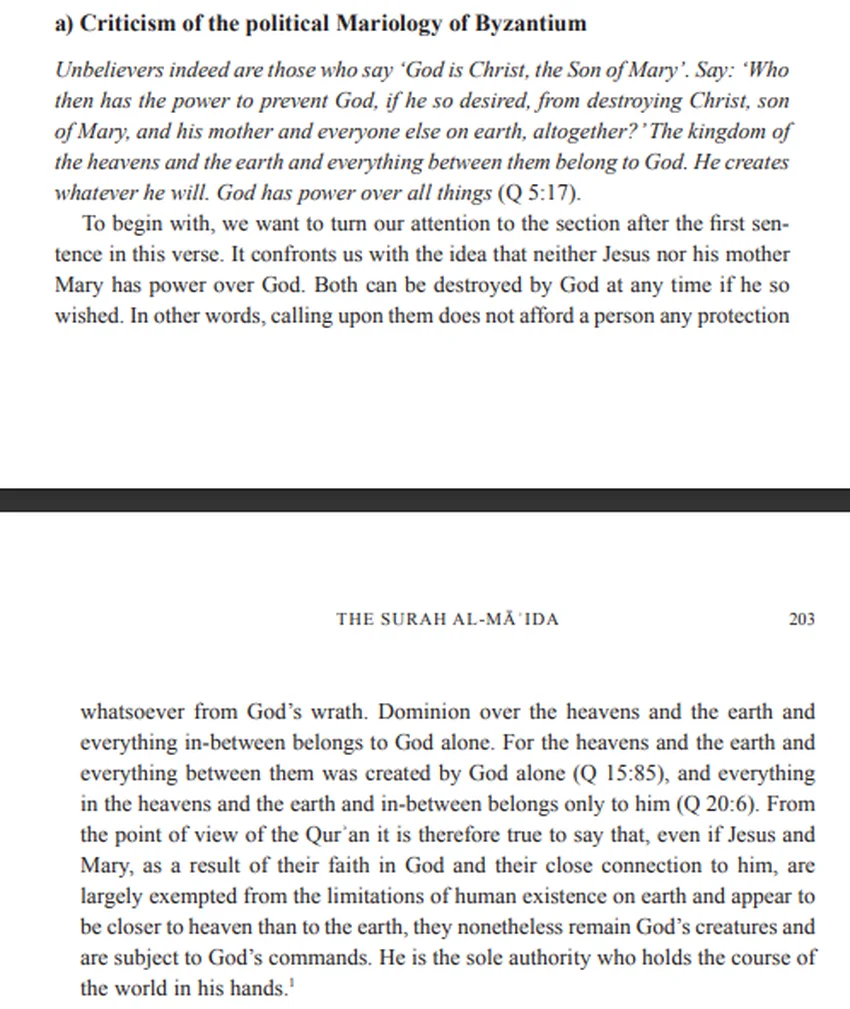 a) Criticism of the political Mariology of Byzantium
Unbelievers indeed are those who say ‘God is Christ, the Son of Mary’. Say: ‘Who
then has the power to prevent God, if he so desired, from destroying Christ, son
of Mary, and his mother and everyone else on earth, altogether?’ The kingdom of
the heavens and the earth and everything between them belong to God. He creates
whatever he will. God has power over all things (Q 5:17).
To begin with, we want to turn our attention to the section after the first sen-
tence in this verse. It confronts us with the idea that neither Jesus nor his mother
Mary has power over God. Both can be destroyed by God at any time if he so
wished. In other words, calling upon them does not afford a person any protection
THE SURAH AL-MĀʾIDA 203
whatsoever from God’s wrath. Dominion over the heavens and the earth and
everything in-between belongs to God alone. For the heavens and the earth and
everything between them was created by God alone (Q 15:85), and everything
in the heavens and the earth and in-between belongs only to him (Q 20:6). From
the point of view of the Qurʾan it is therefore true to say that, even if Jesus and
Mary, as a result of their faith in God and their close connection to him, are
largely exempted from the limitations of human existence on earth and appear to
be closer to heaven than to the earth, they nonetheless remain God’s creatures and
are subject to God’s commands. He is the sole authority who holds the course of
the world in his hands.¹